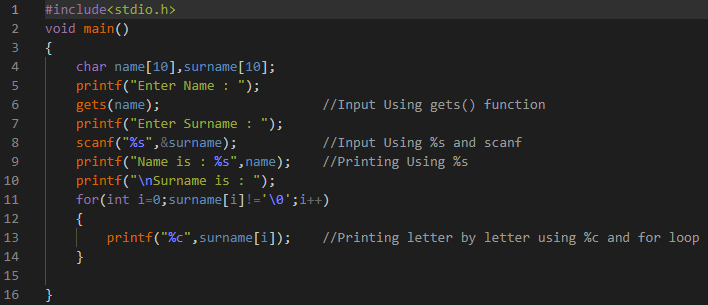 1 #include<stdio.h>
2 void main()
3 {
4 char name[10],surname[10];
5 printf("Enter Name : ");
6 gets(name); //Input Using gets() function
7 printf("Enter Surname : ");
8 scanf("%s",&surname); //Input Using %s and scanf
9 printf("Name is : %s",name); //Printing Using %s
10 printf("\nSurname is : ");
11 for(int i=0;surname[i]!='\0';i++)
12 {
13 printf("%c",surname[i]); //Printing letter by letter using %c and for loop
14 }
15
16 }